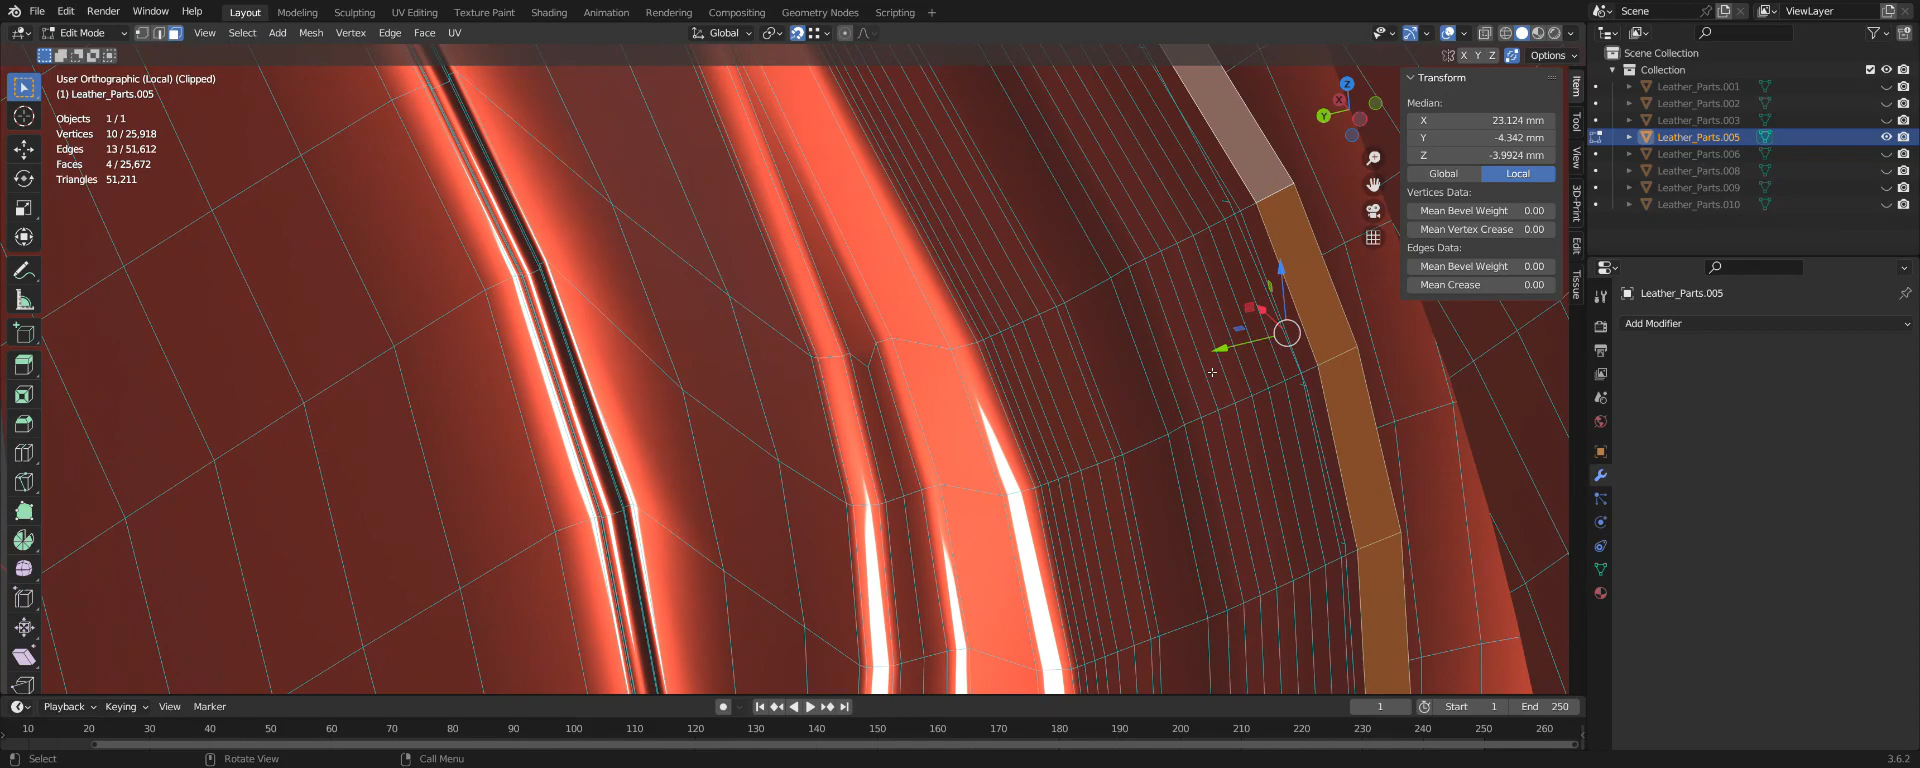 File Edit Render Window Help Layout Modeling Sculpting UV Editing Texture Paint Shading Animation Rendering Compositing Geometry Nodes Scripting + Scene ViewLayer
Edit Mode View Select Add Mesh Vertex Edge Face UV Global
X Y Z Options
Scene Collection
Collection
Leather_Parts.001
Leather_Parts.002
Leather_Parts.003
Leather_Parts.005
Leather_Parts.006
Leather_Parts.008
Leather_Parts.009
Leather_Parts.010
User Orthographic (Local) (Clipped)
(1) Leather_Parts.005
Objects 1 / 1
Vertices 10 / 25,918
Edges 13 / 51,612
Faces 4 / 25,672
Triangles 51,211
Z
X
Y
Transform
Median:
X 23.124 mm
Y -4.342 mm
Z -3.9924 mm
Global Local
Vertices Data:
Mean Bevel Weight 0.00
Mean Vertex Crease 0.00
Edges Data:
Mean Bevel Weight 0.00
Mean Crease 0.00
Item
Tool
View
3D-Print
Edit
Tissue
Leather_Parts.005
Add Modifier
Playback Keying View Marker 1 Start 1 End 250
10 20 30 40 50 60 70 80 90 100 110 120 130 140 150 160 170 180 190 200 210 220 230 240 250 260
Select Rotate View Call Menu 3.6.2